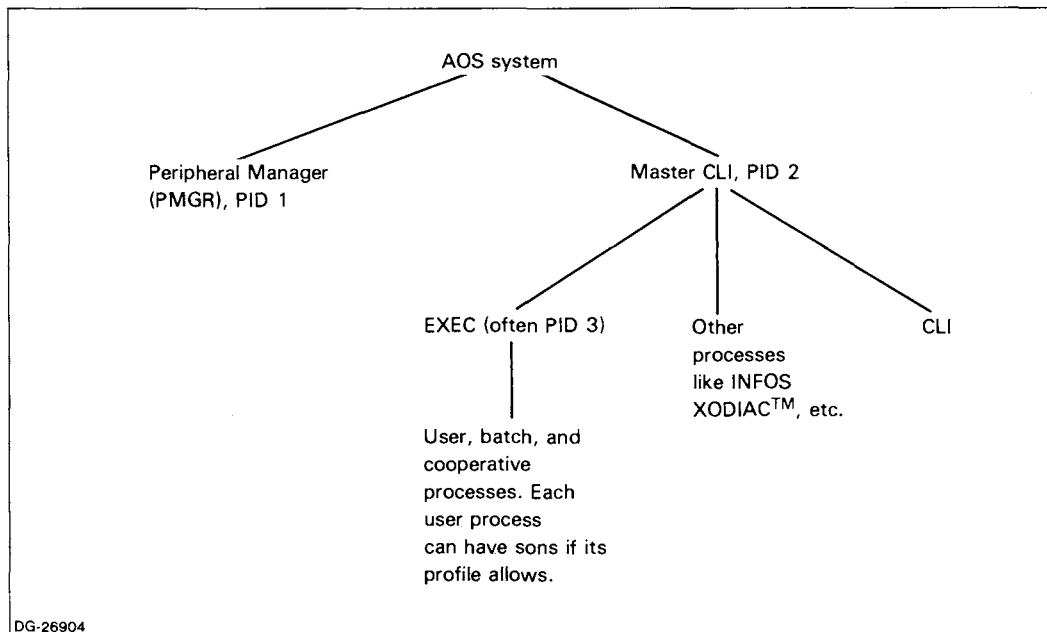 AOS system
Peripheral Manager
(PMGR), PID 1
Master CLI, PID 2
EXEC (often PID 3)
Other
processes
like INFOS
XODIAC™, etc.
CLI
User, batch, and
cooperative
processes. Each
user process
can have sons if its
profile allows.
DG-26904